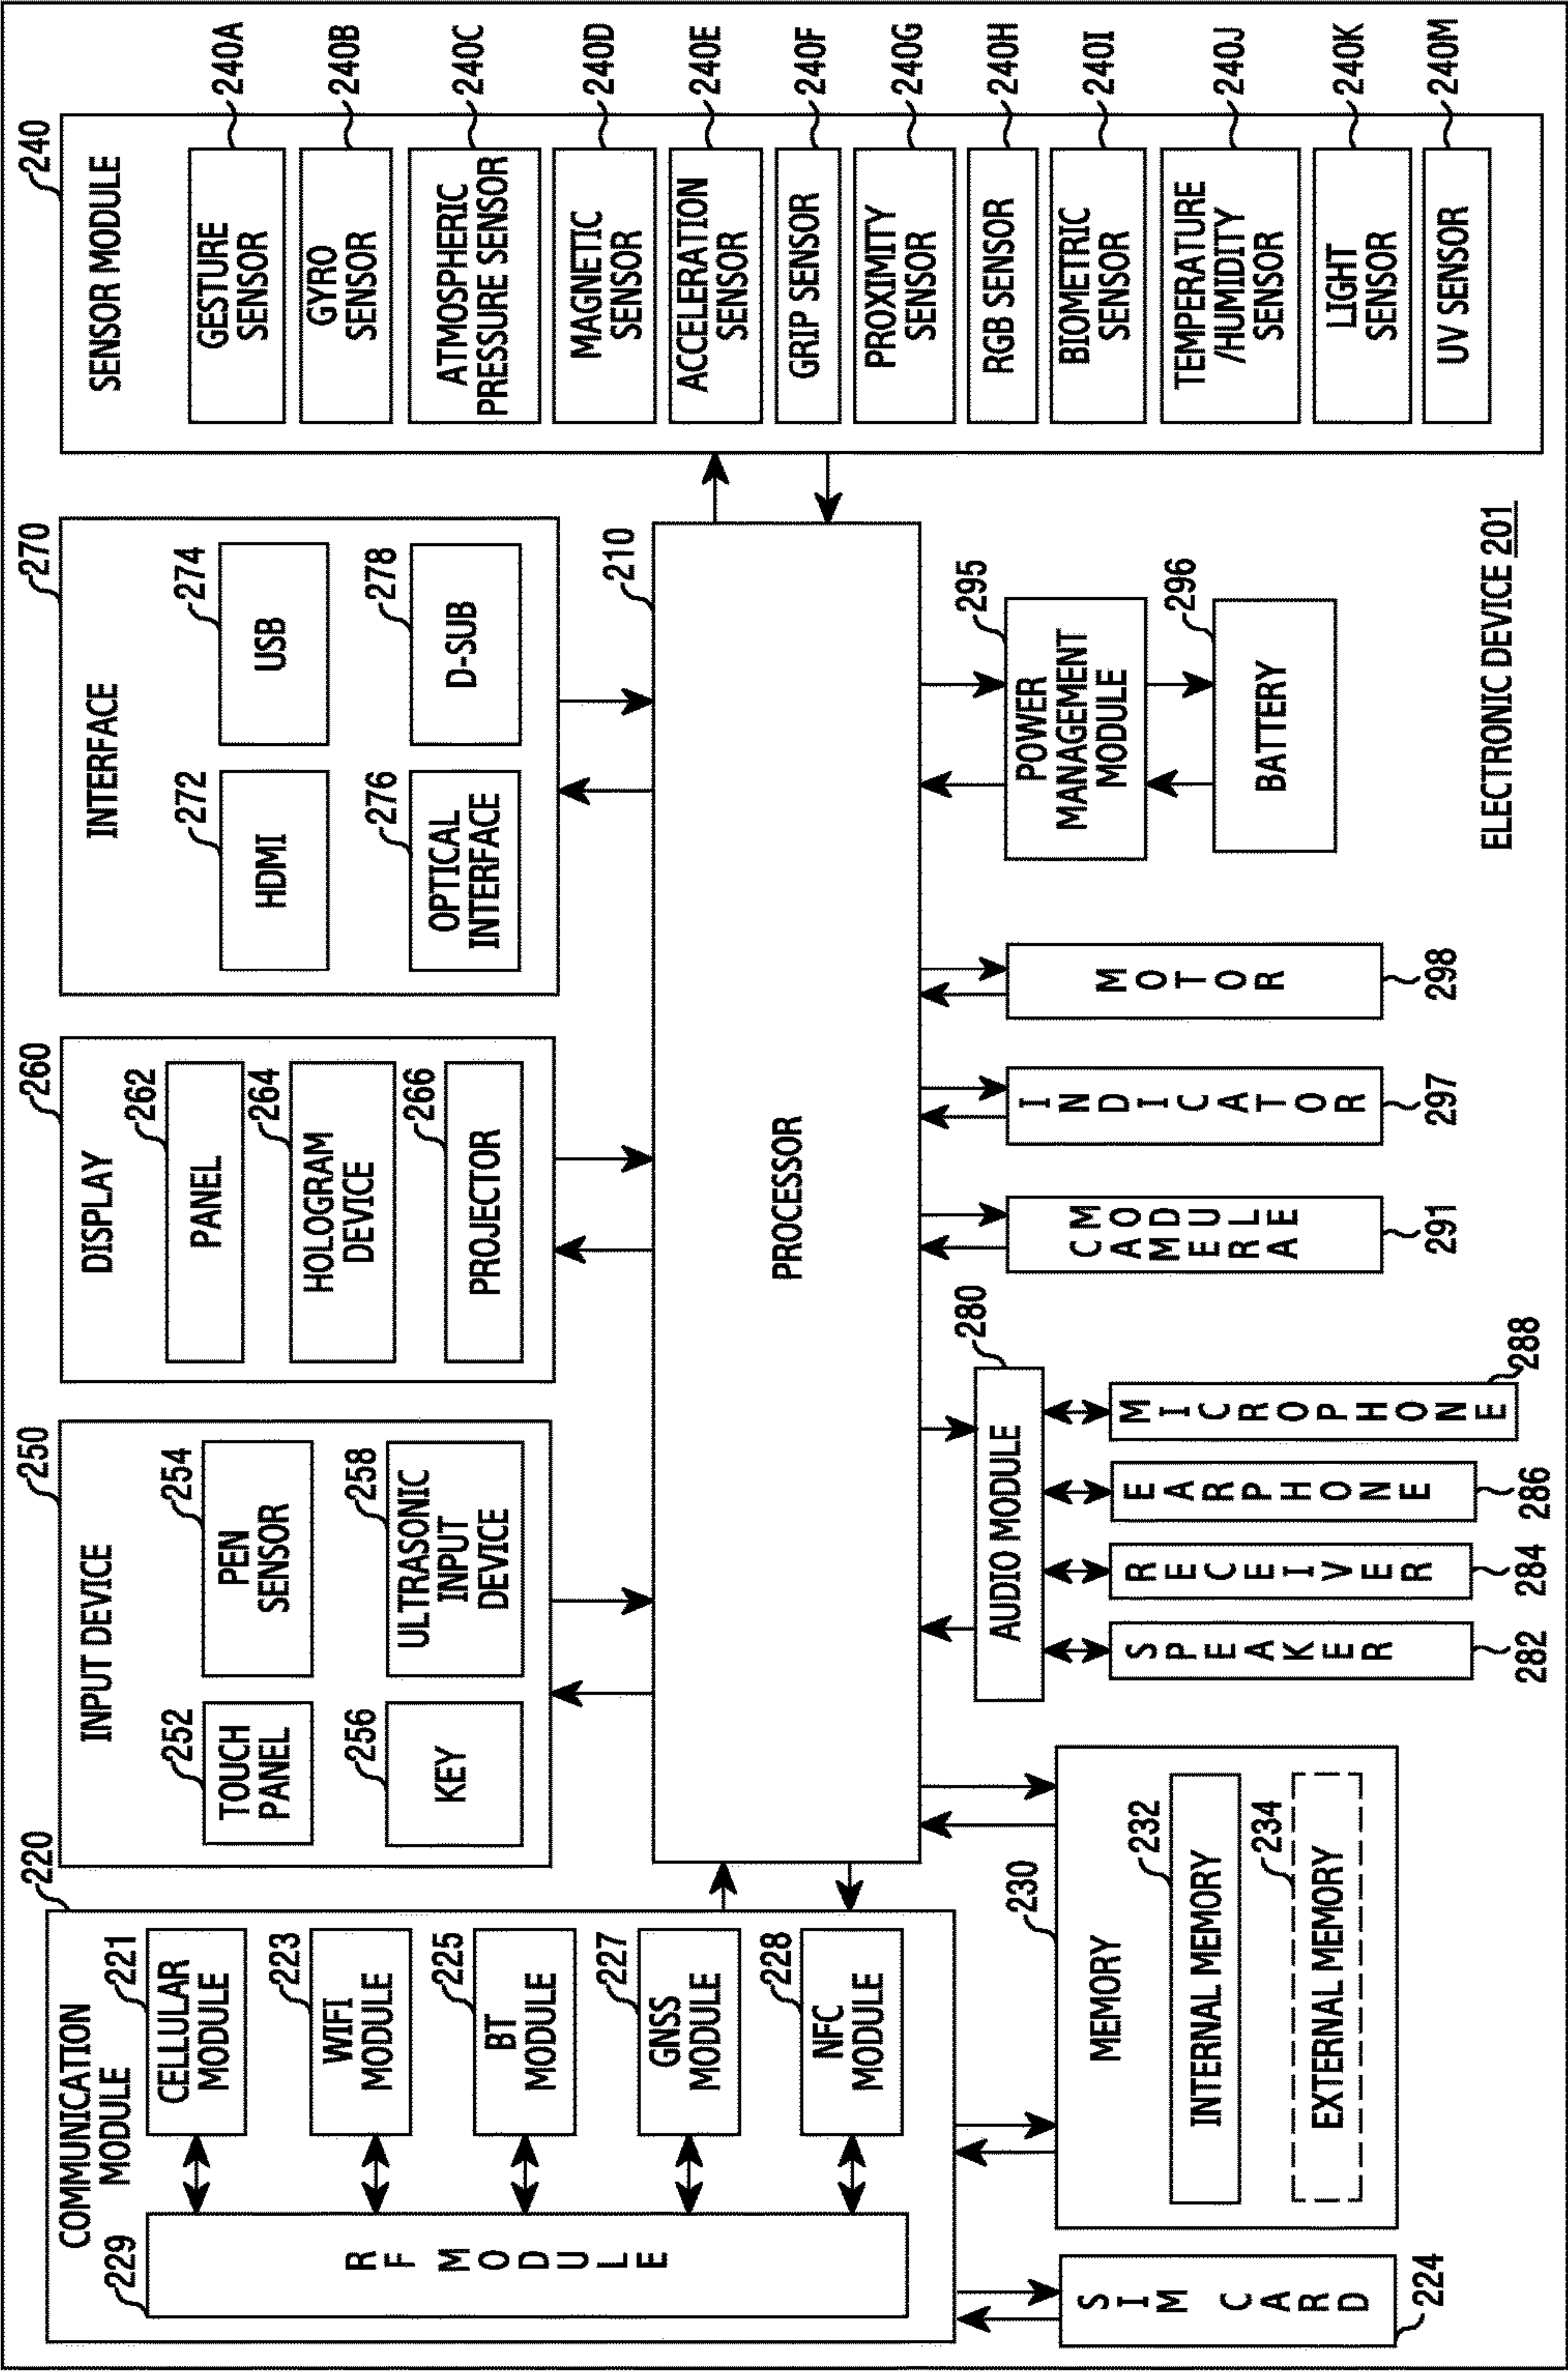 COMMUNICATION
MODULE
220
229
RF MODULE
221
CELLULAR
MODULE
223
WIFI
MODULE
225
BT
MODULE
227
GNSS
MODULE
228
NFC
MODULE
INPUT DEVICE
250
252
TOUCH
PANEL
254
PEN
SENSOR
256
KEY
258
ULTRASONIC
INPUT
DEVICE
DISPLAY
260
262
PANEL
264
HOLOGRAM
DEVICE
266
PROJECTOR
INTERFACE
270
272
HDMI
274
USB
276
OPTICAL
INTERFACE
278
D-SUB
SENSOR MODULE
240
GESTURE
SENSOR
240A
GYRO
SENSOR
240B
ATMOSPHERIC
PRESSURE SENSOR
240C
MAGNETIC
SENSOR
240D
ACCELERATION
SENSOR
240E
GRIP SENSOR
240F
PROXIMITY
SENSOR
240G
RGB SENSOR
240H
BIOMETRIC
SENSOR
240I
TEMPERATURE
/HUMIDITY
SENSOR
240J
LIGHT
SENSOR
240K
UV SENSOR
240M
PROCESSOR
210
SIM CARD
224
MEMORY
230
232
INTERNAL MEMORY
234
EXTERNAL MEMORY
AUDIO MODULE
280
SPEAKER
282
RECEIVER
284
EARPHONE
286
MICROPHONE
288
CAMERA
MODULE
291
INDICATOR
297
MOTOR
298
POWER
MANAGEMENT
MODULE
295
BATTERY
296
ELECTRONIC DEVICE 201